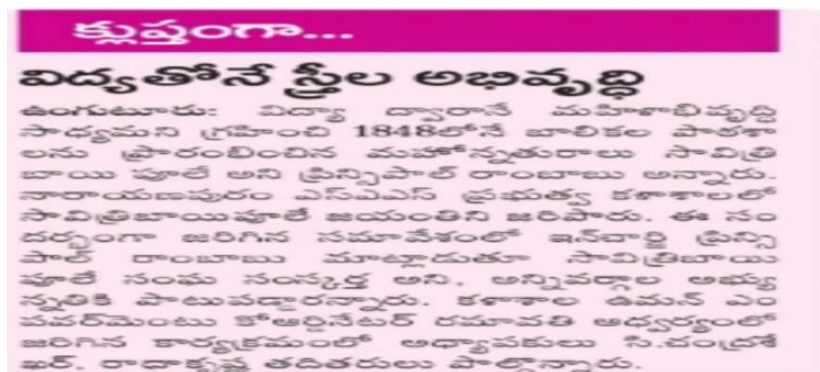 క్లుప్తంగా...
విద్యతోనే స్త్రీల అభివృద్ధి
ఉంగుటూరు: విద్యా ద్వారానే మహిళాభివృద్ధి
సాధ్యమని గ్రహించి 1848లోనే బాలికల పాఠశా
లను ప్రారంభించిన మహోన్నతురాలు సావిత్రి
బాయి పూలే అని ప్రిన్సిపాల్ రాంబాబు అన్నారు.
నారాయణపురం ఎస్ఎఎస్ ప్రభుత్వ కళాశాలలో
సావిత్రిబాయిపూలే జయంతిని జరిపారు. ఈ సం
దర్భంగా జరిగిన సమావేశంలో ఇన్‌చార్జి ప్రిన్సి
పాల్ రాంబాబు మాట్లాడుతూ సావిత్రిబాయి
పూలే సంఘ సంస్కర్త అని, అన్నివర్గాల అభ్యు
న్నతికి పాటుపడ్డారన్నారు. కళాశాల ఉమన్ ఎం
పవర్‌మెంటు కోఆర్డినేటర్ రమావతి ఆధ్వర్యంలో
జరిగిన కార్యక్రమంలో అధ్యాపకులు సి.చంద్రశే
ఖర్, రాధాకృష్ణ తదితరులు పాల్గొన్నారు.